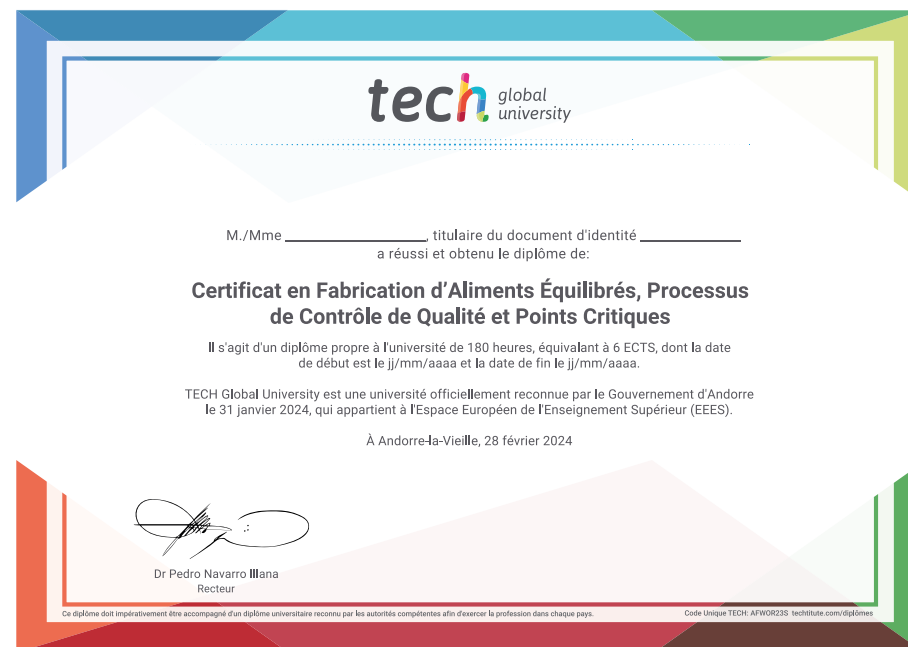 tech global university
M./Mme ____________, titulaire du document d'identité ____________
a réussi et obtenu le diplôme de:
Certificat en Fabrication d'Aliments Équilibrés, Processus
de Contrôle de Qualité et Points Critiques
Il s'agit d'un diplôme propre à l'université de 180 heures, équivalant à 6 ECTS, dont la date
de début est le jj/mm/aaaa et la date de fin le jj/mm/aaaa.
TECH Global University est une université officiellement reconnue par le Gouvernement d'Andorre
le 31 janvier 2024, qui appartient à l'Espace Européen de l'Enseignement Supérieur (EEES).
À Andorre-la-Vieille, 28 février 2024
Dr Pedro Navarro Illana
Recteur
Ce diplôme doit impérativement être accompagné d'un diplôme universitaire reconnu par les autorités compétentes afin d'exercer la profession dans chaque pays.
Code Unique TECH: AFWOR23S techtitute.com/diplômes